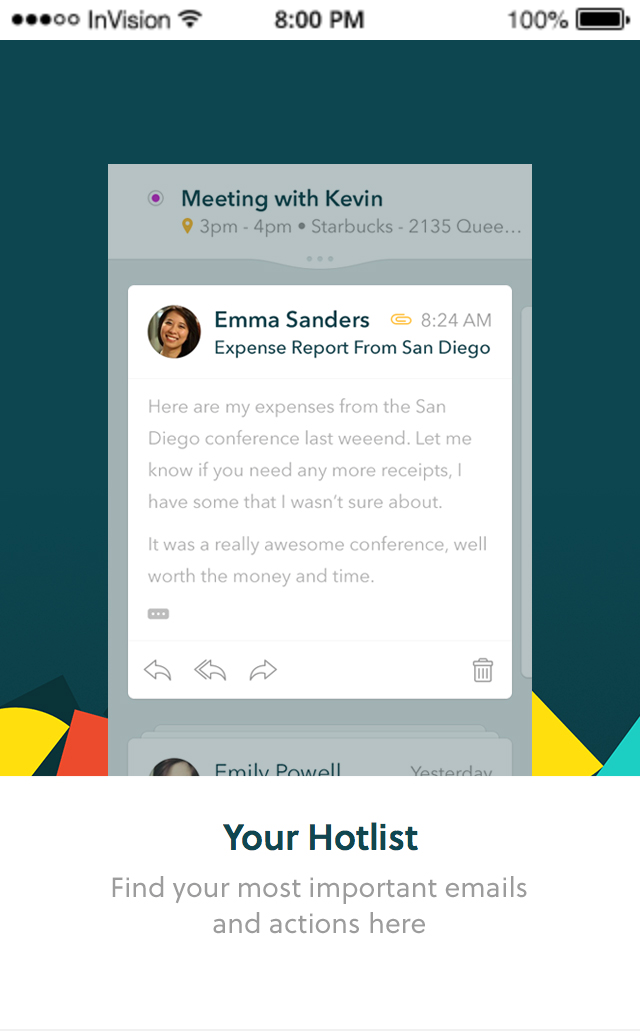 InVision 8:00 PM 100%
Meeting with Kevin
3pm - 4pm • Starbucks - 2135 Quee...
Emma Sanders 8:24 AM
Expense Report From San Diego
Here are my expenses from the San
Diego conference last weeend. Let me
know if you need any more receipts, I
have some that I wasn't sure about.
It was a really awesome conference, well
worth the money and time.
Emily Powell Yesterday
Your Hotlist
Find your most important emails
and actions here